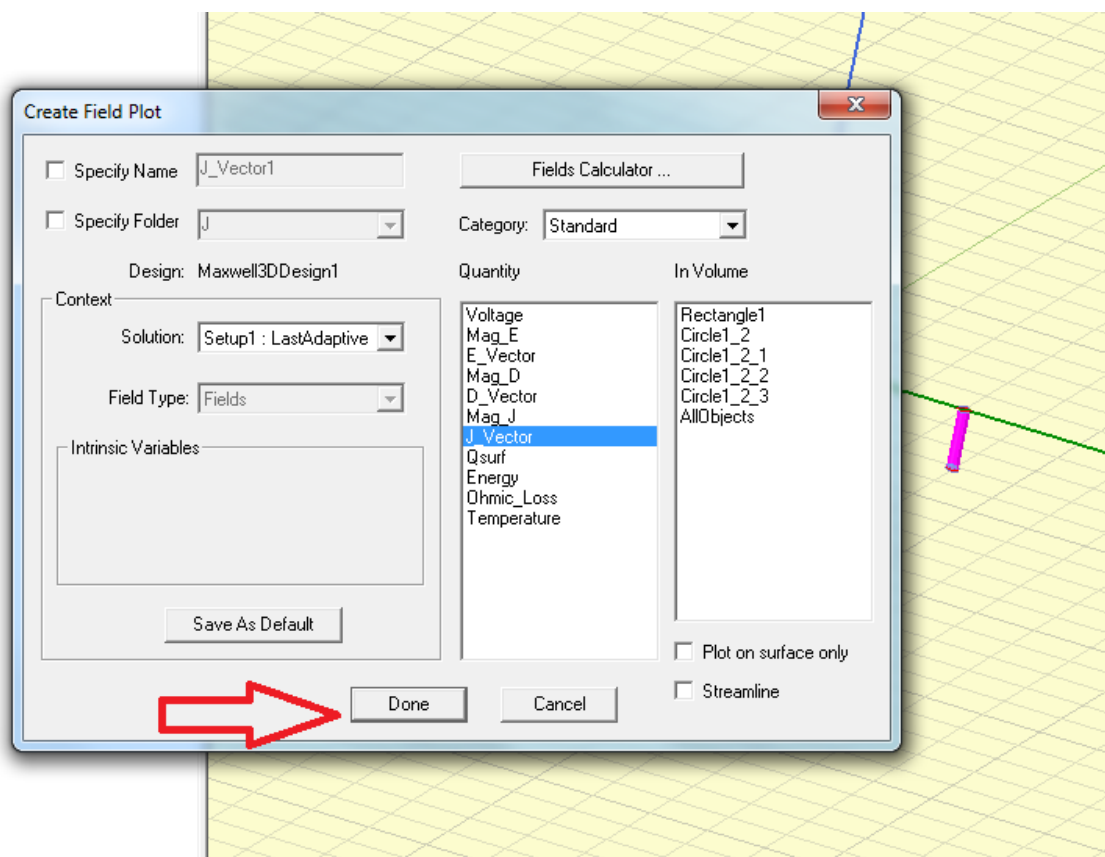 Create Field Plot
Specify Name J_Vector1
Fields Calculator ...
Specify Folder J
Category: Standard
Design: Maxwell3DDesign1
Quantity
In Volume
Context
Solution: Setup1 : LastAdaptive
Field Type: Fields
Intrinsic Variables
Save As Default
Voltage
Mag_E
E_Vector
Mag_D
D_Vector
Mag_J
J_Vector
Qsurf
Energy
Ohmic_Loss
Temperature
Rectangle1
Circle1_2
Circle1_2_1
Circle1_2_2
Circle1_2_3
AllObjects
Plot on surface only
Streamline
Done
Cancel